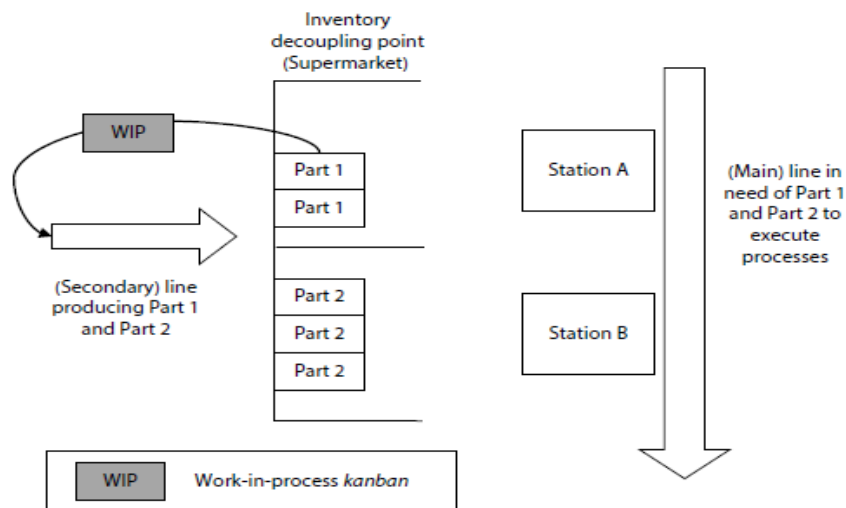 Inventory
decoupling point
(Supermarket)
WIP
Part 1
Part 1
(Secondary) line
producing Part 1
and Part 2
Part 2
Part 2
Part 2
Station A
Station B
(Main) line in
need of Part 1
and Part 2 to
execute
processes
WIP Work-in-process kanban